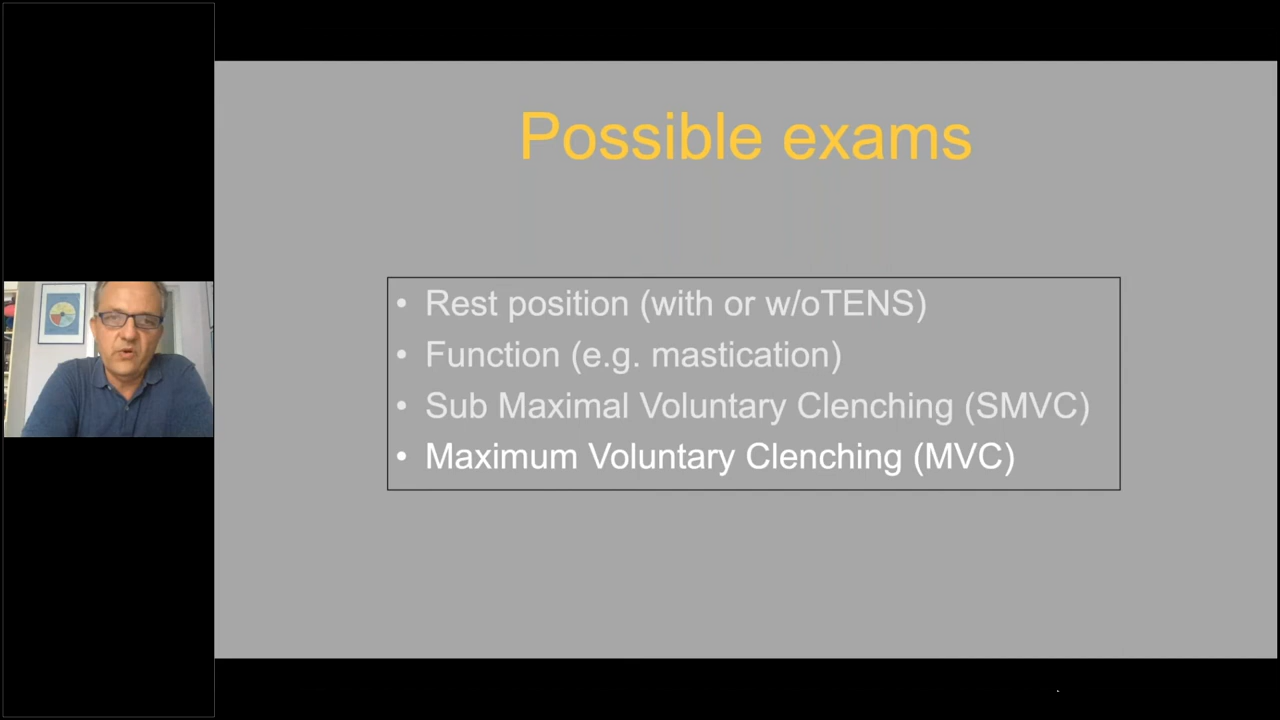 Possible exams
• Rest position (with or w/oTENS)
• Function (e.g. mastication)
• Sub Maximal Voluntary Clenching (SMVC)
• Maximum Voluntary Clenching (MVC)